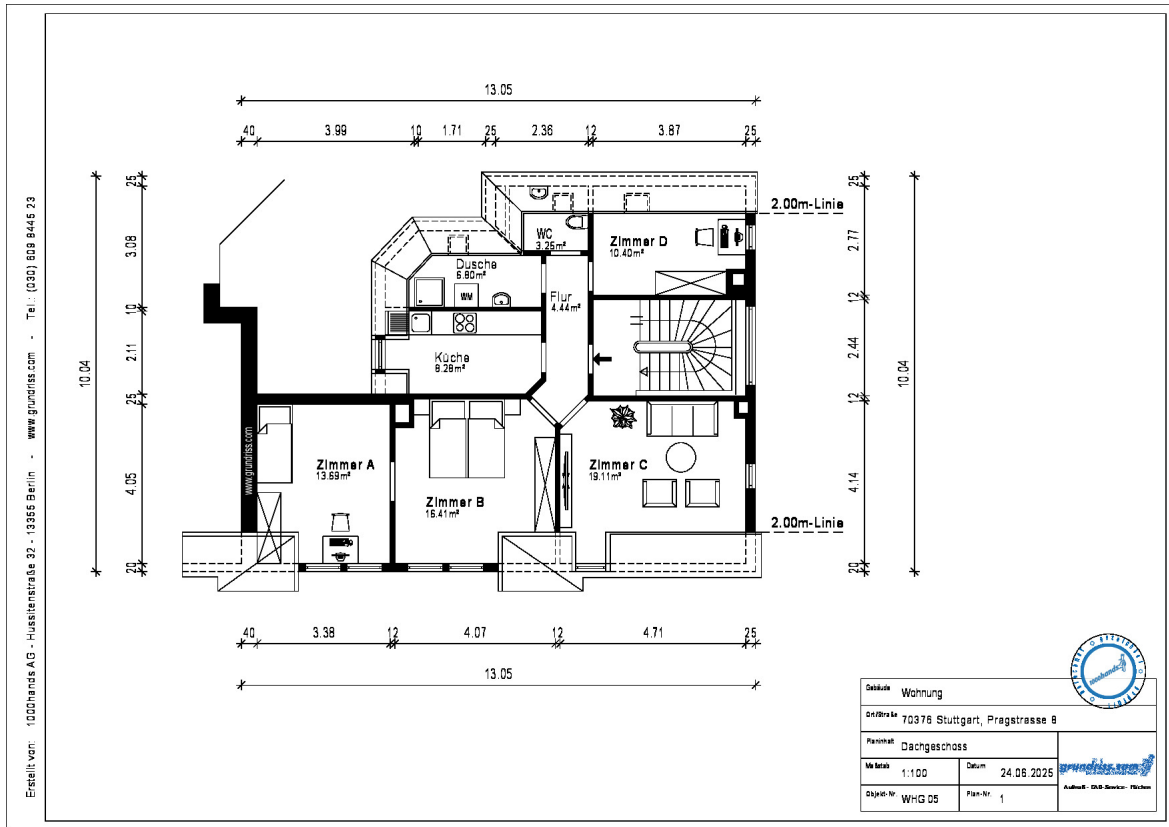 13.05
40 3.99 10 1.71 25 2.36 12 3.87 25
25 3.08 10 2.11 25 4.05 20
10.04
25 2.77 12 2.44 12 4.14 20
10.04
2.00m-Linie
WC
3.25m²
Zimmer D
10.40m²
Dusche
6.80m²
WM
Flur
4.44m²
Küche
8.28m²
Zimmer A
13.69m²
Zimmer B
16.41m²
Zimmer C
19.11m²
www.grundriss.com
2.00m-Linie
40 3.38 12 4.07 12 4.71 25
13.05
Erstellt von: 1000hands AG - Hussitenstraße 32 - 13355 Berlin - www.grundriss.com - Tel.: (030) 609 8445 23
Gebäude Wohnung
Ort/Straße 70376 Stuttgart, Pragstrasse 8
Planinhalt Dachgeschoss
Maßstab 1:100 Datum 24.06.2025
Objekt-Nr. WHG 05 Plan-Nr. 1
grundriss.com
Aufmaß - CAD-Service - Flächen